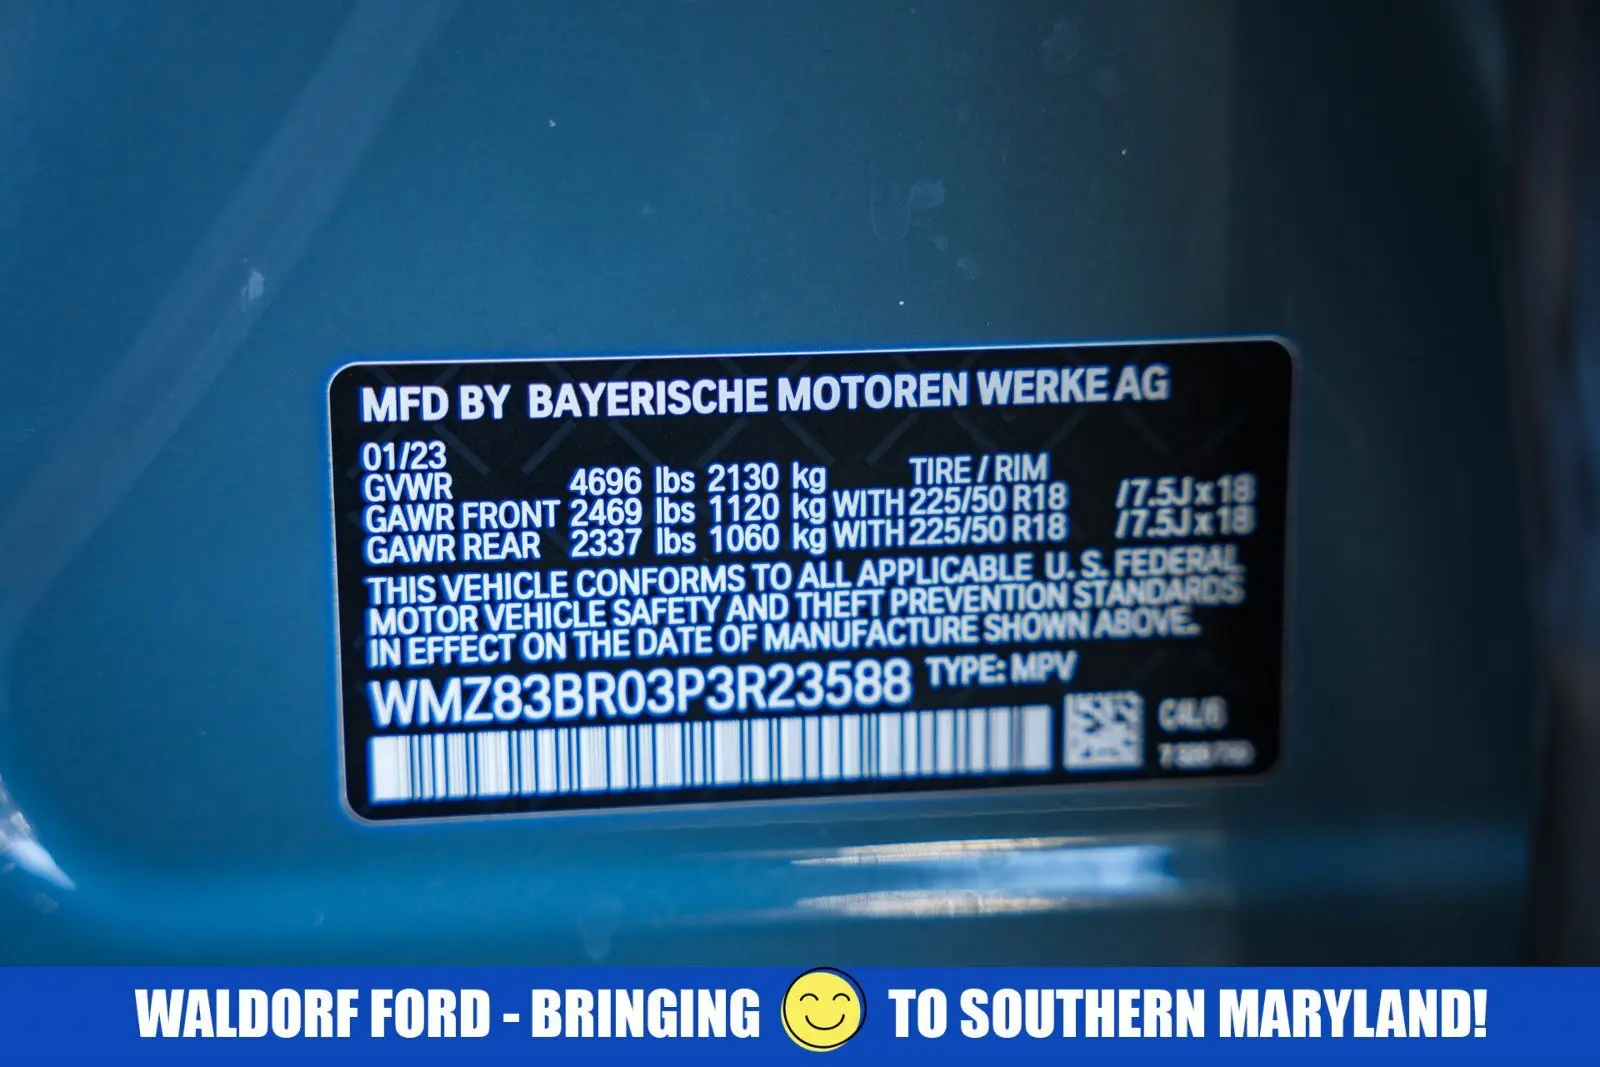 MFD BY BAYERISCHE MOTOREN WERKE AG
01/23
TIRE / RIM
GVWR 4696 lbs 2130 kg
GAWR FRONT 2469 lbs 1120 kg WITH 225/50 R18 /7.5J x 18
GAWR REAR 2337 lbs 1060 kg WITH 225/50 R18 /7.5J x 18
THIS VEHICLE CONFORMS TO ALL APPLICABLE U. S. FEDERAL
MOTOR VEHICLE SAFETY AND THEFT PREVENTION STANDARDS
IN EFFECT ON THE DATE OF MANUFACTURE SHOWN ABOVE.
WMZ83BR03P3R23588 TYPE: MPV
WALDORF FORD - BRINGING TO SOUTHERN MARYLAND!